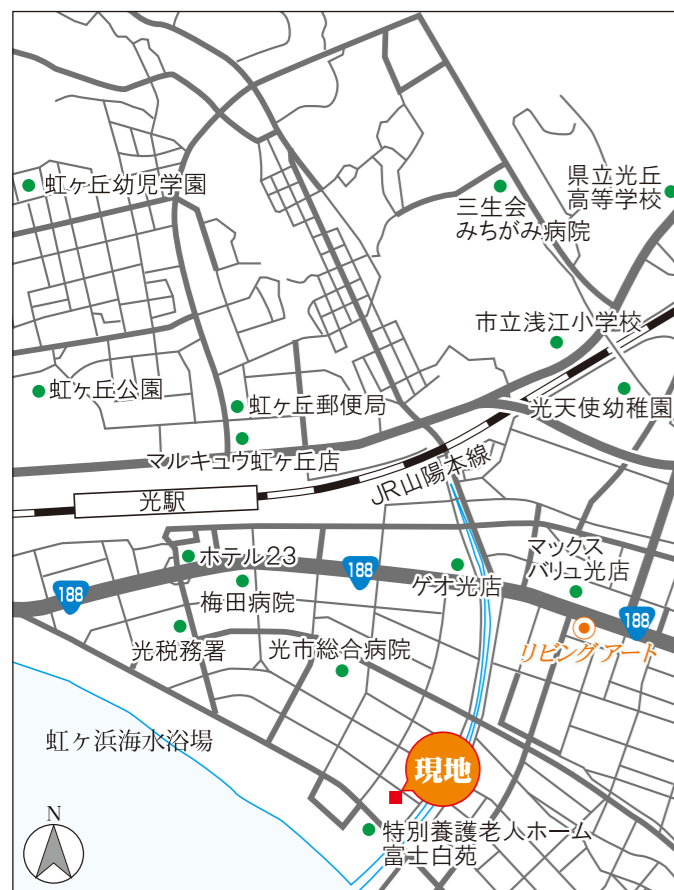 虹ヶ丘幼児学園
三生会
みちがみ病院
県立光丘
高等学校
市立浅江小学校
虹ヶ丘公園
虹ヶ丘郵便局
光天使幼稚園
マルキュウ虹ヶ丘店
JR山陽本線
光駅
ホテル23
マックス
バリュ光店
188
188
ゲオ光店
188
梅田病院
光税務署
光市総合病院
リビングアート
虹ヶ浜海水浴場
現地
特別養護老人ホーム
富士白苑
N